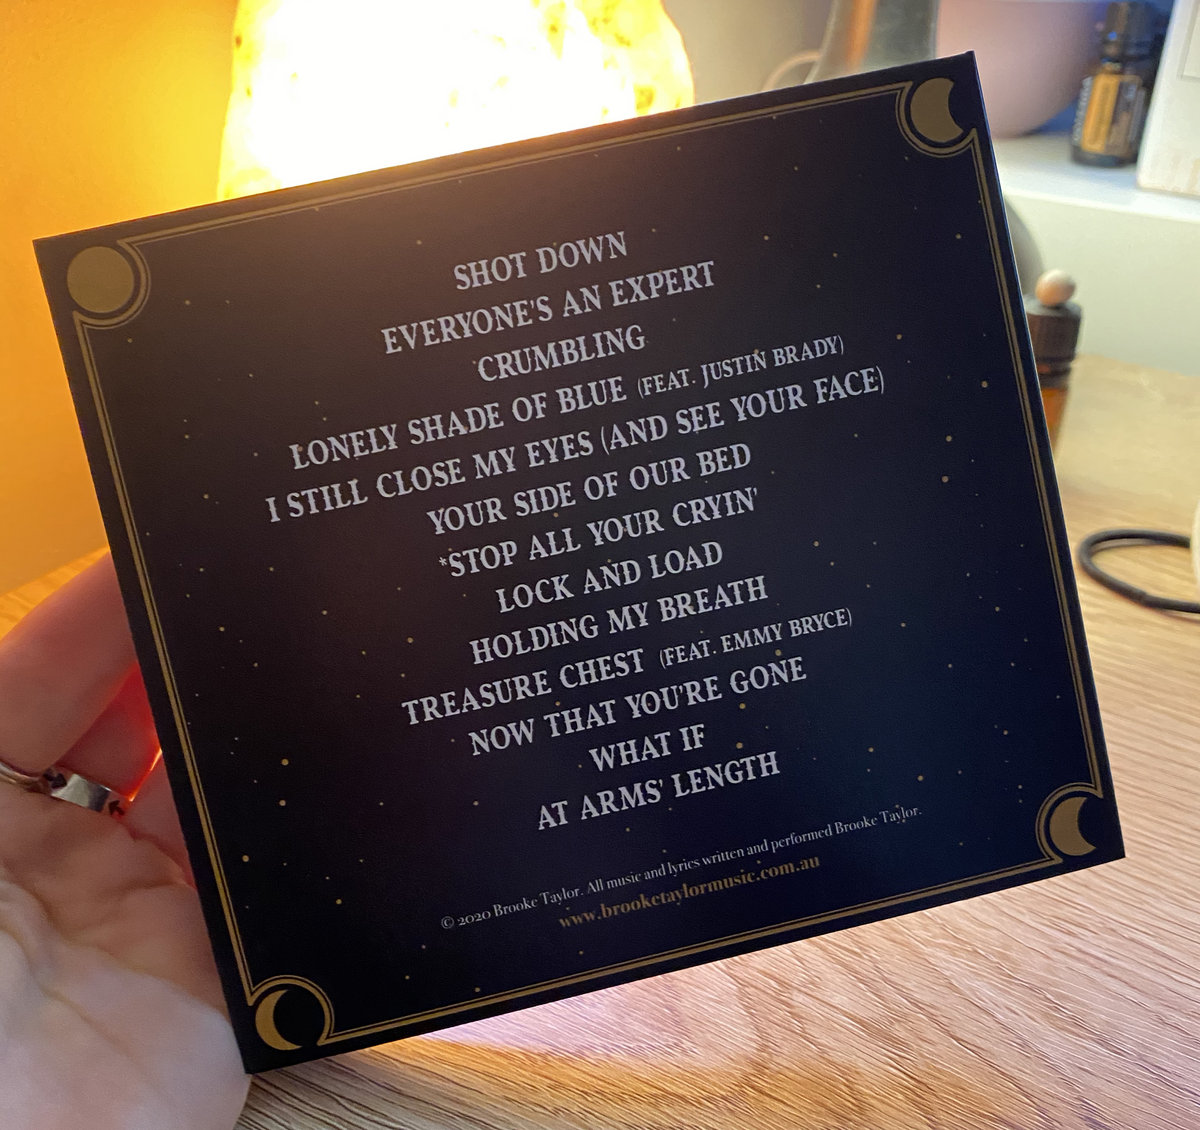 SHOT DOWN
EVERYONE'S AN EXPERT
CRUMBLING
LONELY SHADE OF BLUE (FEAT. JUSTIN BRADY)
I STILL CLOSE MY EYES (AND SEE YOUR FACE)
YOUR SIDE OF OUR BED
*STOP ALL YOUR CRYIN'
LOCK AND LOAD
HOLDING MY BREATH
TREASURE CHEST (FEAT. EMMY BRYCE)
NOW THAT YOU'RE GONE
WHAT IF
AT ARMS' LENGTH
© 2020 Brooke Taylor. All music and lyrics written and performed Brooke Taylor.
www.brooketaylormusic.com.au